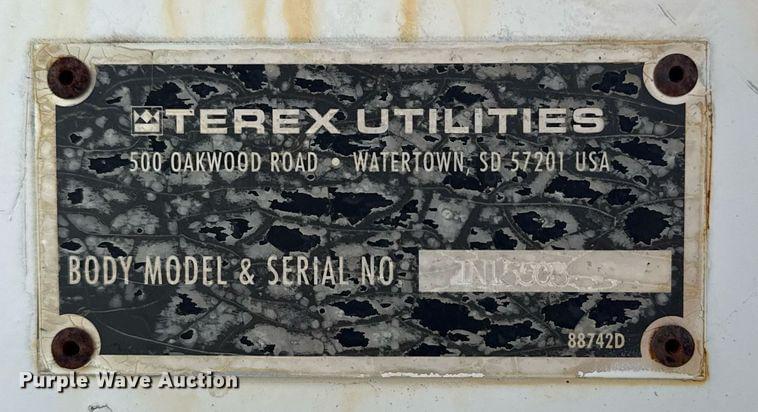 TEREX UTILITIES
500 OAKWOOD ROAD • WATERTOWN, SD 57201 USA
BODY MODEL & SERIAL NO.
88742D
Purple Wave Auction